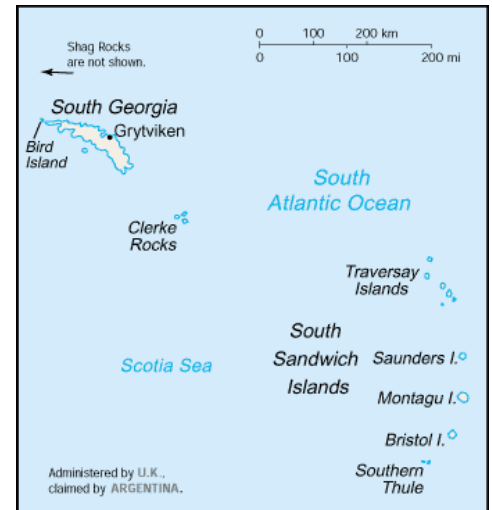 Shag Rocks
are not shown.
0 100 200 km
0 100 200 mi
South Georgia
Grytviken
Bird
Island
South
Atlantic Ocean
Clerke
Rocks
Traversay
Islands
South
Sandwich
Islands
Saunders I.
Scotia Sea
Montagu I.
Bristol I.
Southern
Thule
Administered by U.K.,
claimed by ARGENTINA.